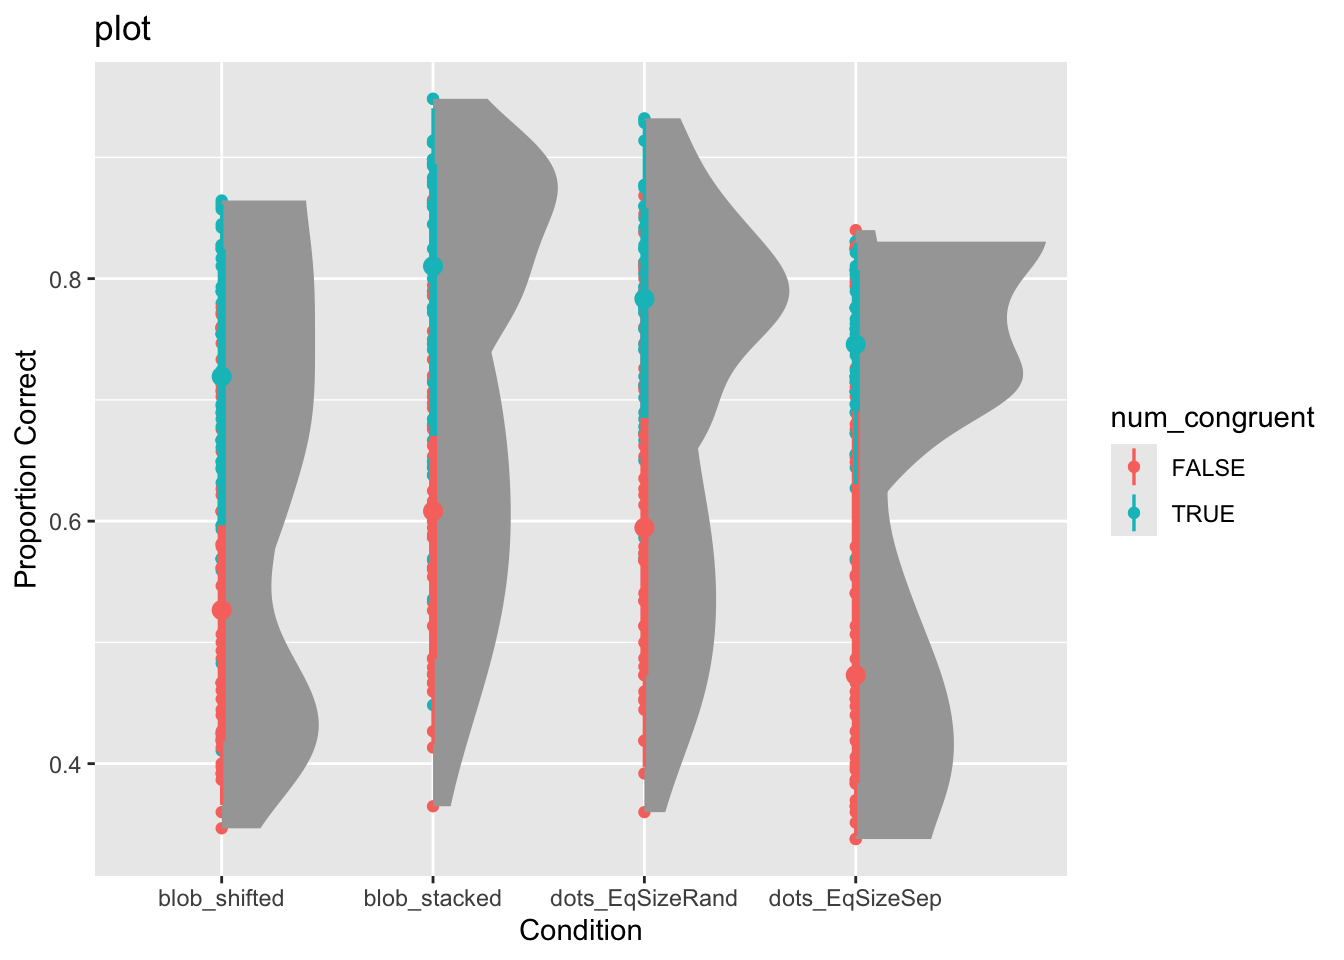 plot
Proportion Correct
0.8
0.6
0.4
blob_shifted
blob_stacked
dots_EqSizeRand
dots_EqSizeSep
Condition
num_congruent
FALSE
TRUE